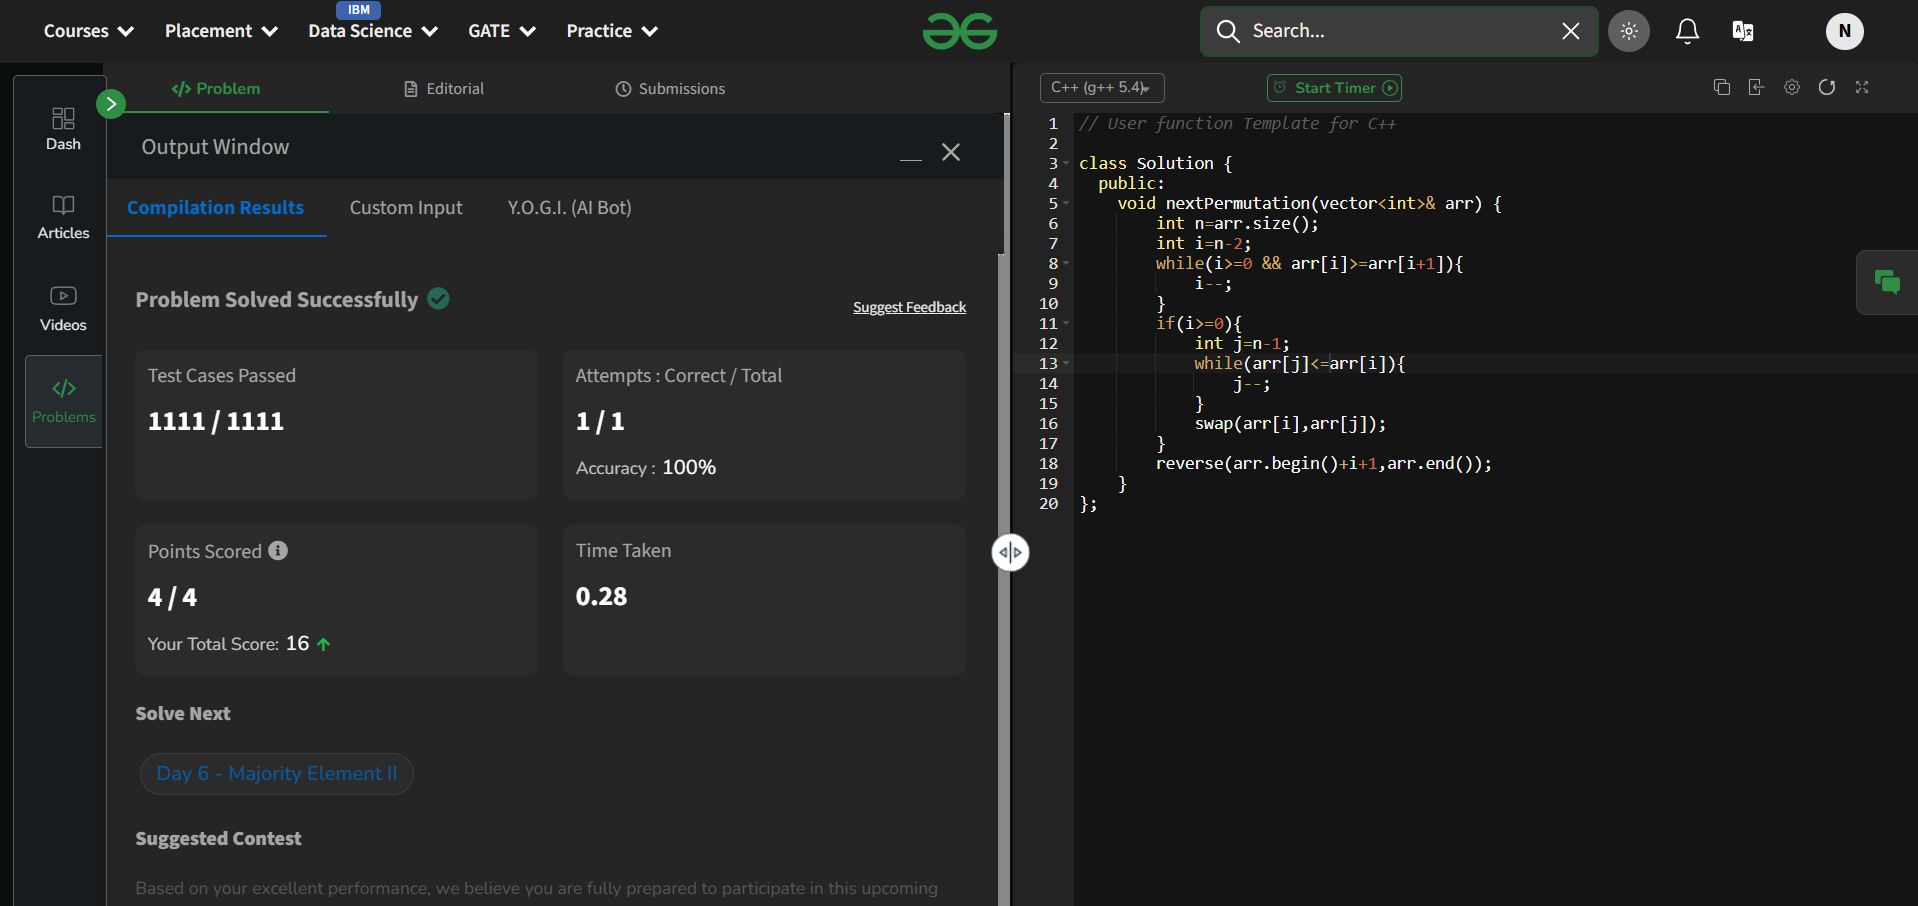 IBM
Courses Placement Data Science GATE Practice Search... N
Problem Editorial Submissions
C++ (g++ 5.4) Start Timer
Dash
Articles
Videos
Problems
Output Window
Compilation Results Custom Input Y.O.G.I. (AI Bot)
Problem Solved Successfully
Suggest Feedback
Test Cases Passed
1111 / 1111
Attempts : Correct / Total
1 / 1
Accuracy : 100%
Points Scored
4 / 4
Your Total Score: 16
Time Taken
0.28
Solve Next
Day 6 - Majority Element II
Suggested Contest
Based on your excellent performance, we believe you are fully prepared to participate in this upcoming
1 // User function Template for C++
2
3 class Solution {
4 public:
5 void nextPermutation(vector<int>& arr) {
6 int n=arr.size();
7 int i=n-2;
8 while(i>=0 && arr[i]>=arr[i+1]){
9 i--;
10 }
11 if(i>=0){
12 int j=n-1;
13 while(arr[j]<=arr[i]){
14 j--;
15 }
16 swap(arr[i],arr[j]);
17 }
18 reverse(arr.begin()+i+1,arr.end());
19 }
20 };